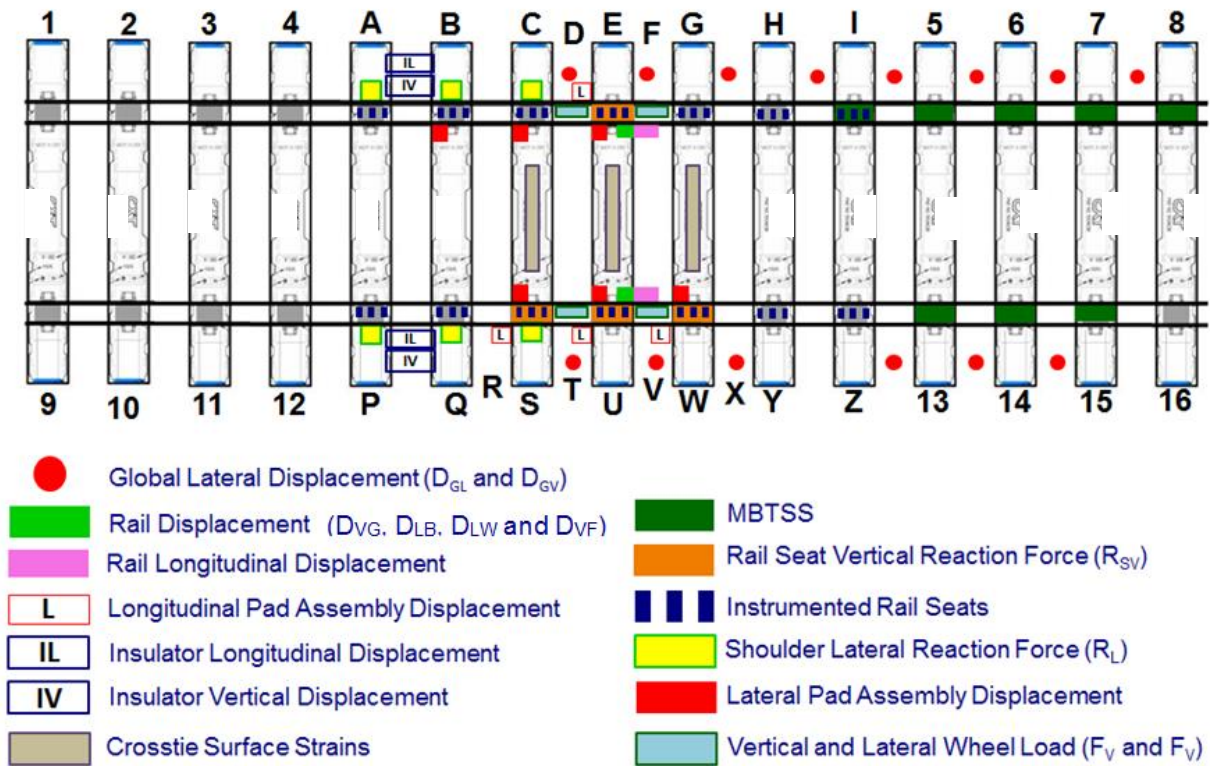 1 2 3 4 A B C D E F G H I 5 6 7 8
IL
IV
L
L L L
IL
IV
9 10 11 12 P Q R S T U V W X Y Z 13 14 15 16
Global Lateral Displacement (DGL and DGV)
Rail Displacement (DVG, DLB, DLW and DVF)
Rail Longitudinal Displacement
L Longitudinal Pad Assembly Displacement
IL Insulator Longitudinal Displacement
IV Insulator Vertical Displacement
Crosstie Surface Strains
MBTSS
Rail Seat Vertical Reaction Force (RSV)
Instrumented Rail Seats
Shoulder Lateral Reaction Force (RL)
Lateral Pad Assembly Displacement
Vertical and Lateral Wheel Load (FV and FV)